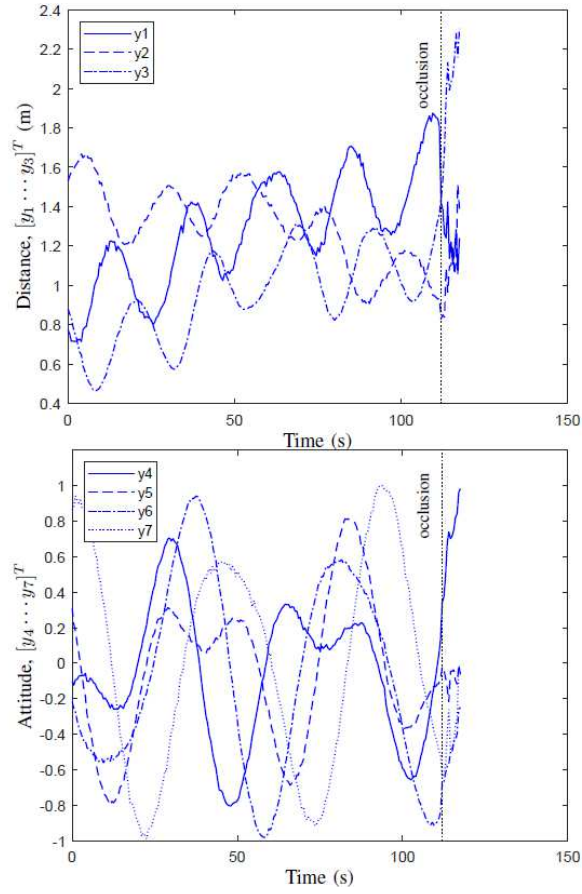 2.4
2.2
2
1.8
1.6
1.4
1.2
1
0.8
0.6
0.4
Distance, [y1 ⋯ y3]^T (m)
y1
y2
y3
occlusion
0 50 100 150
Time (s)
1
0.8
0.6
0.4
0.2
0
-0.2
-0.4
-0.6
-0.8
-1
Attitude, [y4 ⋯ y7]^T
y4
y5
y6
y7
occlusion
0 50 100 150
Time (s)